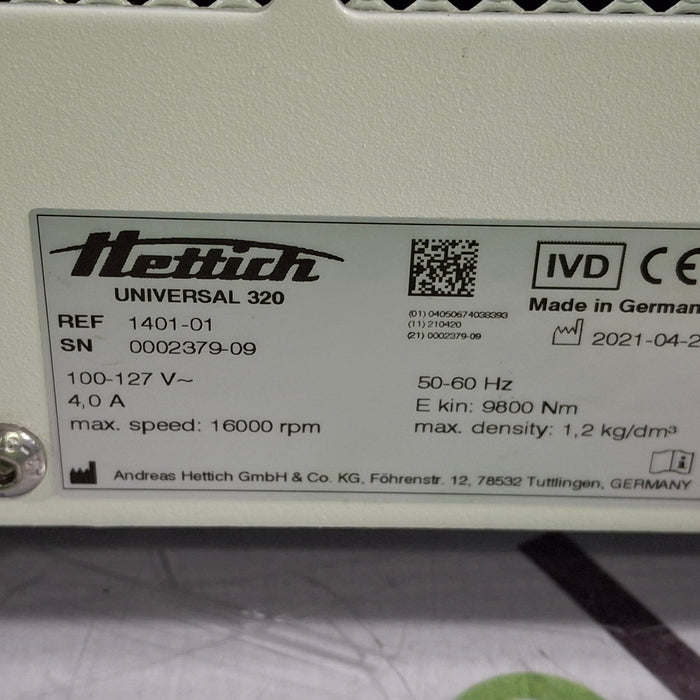 Hettich
UNIVERSAL 320
REF 1401-01
SN 0002379-09
100-127 V~
4,0 A
max. speed: 16000 rpm
(01) 04050674038393
(11) 210420
(21) 0002379-09
IVD CE
Made in German
2021-04-2
50-60 Hz
E kin: 9800 Nm
max. density: 1,2 kg/dm³
Andreas Hettich GmbH & Co. KG, Föhrenstr. 12, 78532 Tuttlingen, GERMANY